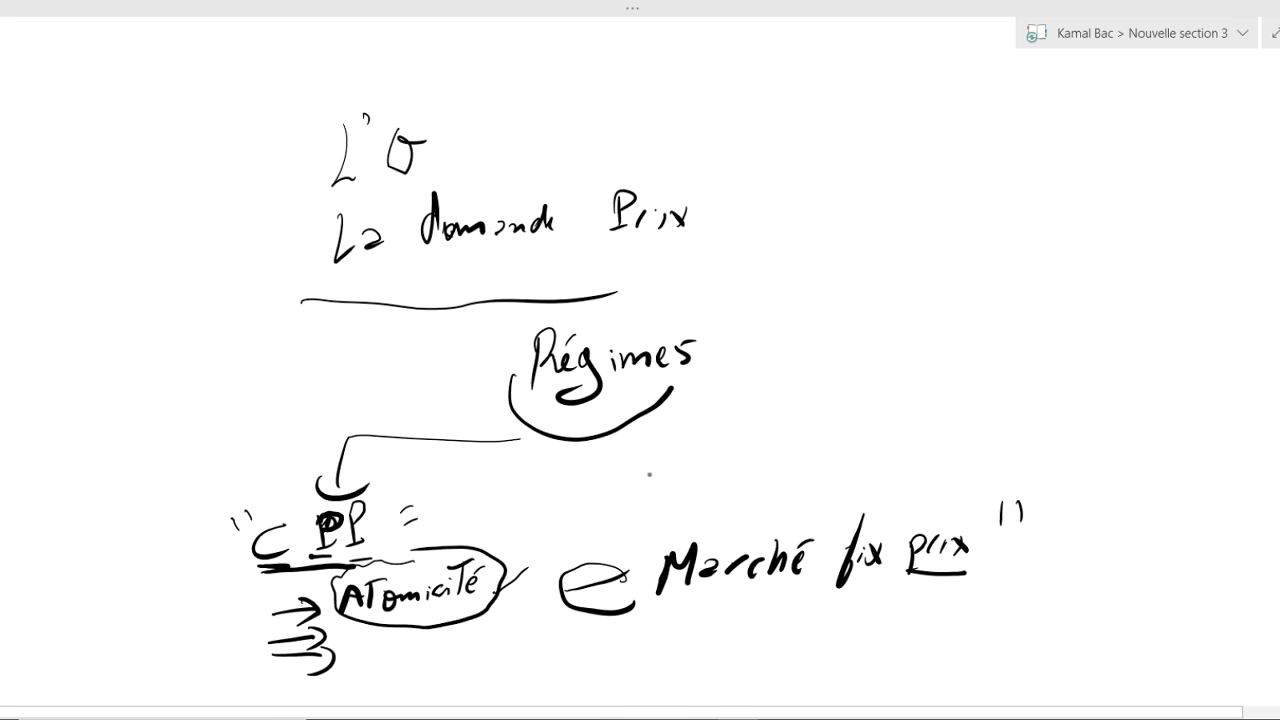 Kamal Bac > Nouvelle section 3
L'O
La demande Prix
Régimes
"CPP"
ATomiciTé
Marché fix prix "